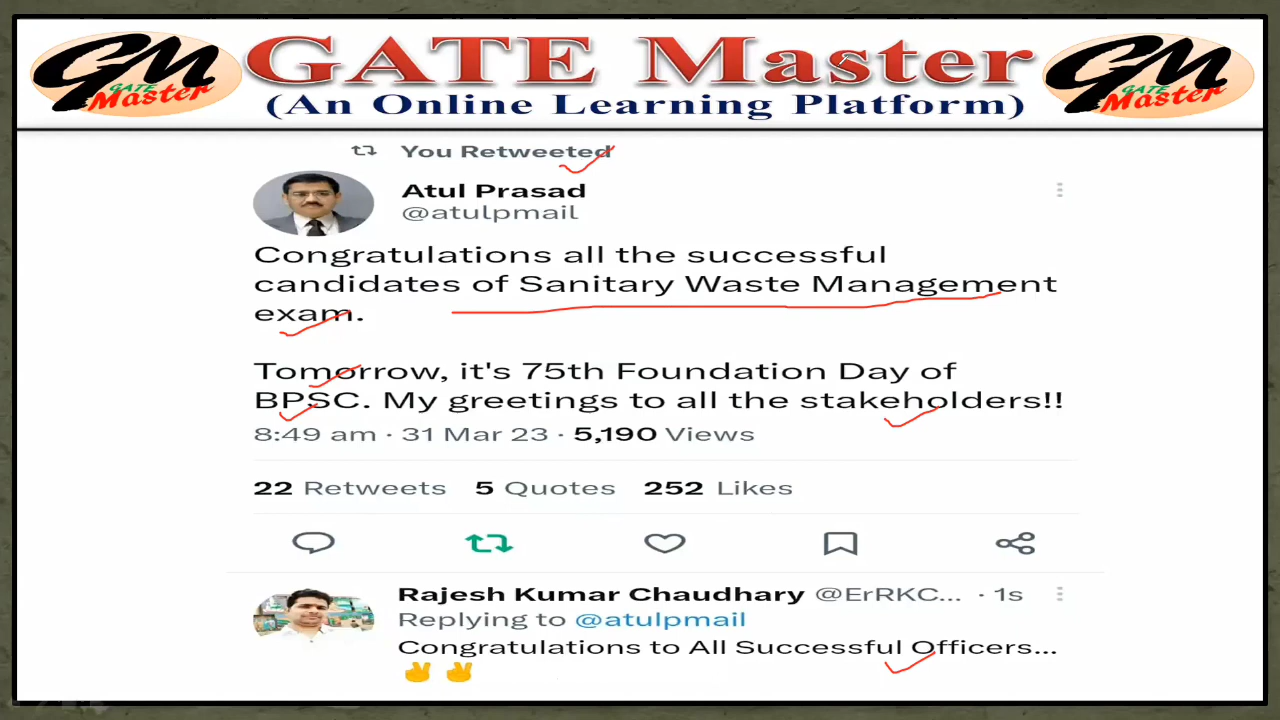 GM GATE Master
GATE Master
(An Online Learning Platform)
GM GATE Master
You Retweeted
Atul Prasad
@atulpmail
Congratulations all the successful
candidates of Sanitary Waste Management
exam.
Tomorrow, it's 75th Foundation Day of
BPSC. My greetings to all the stakeholders!!
8:49 am · 31 Mar 23 · 5,190 Views
22 Retweets 5 Quotes 252 Likes
Rajesh Kumar Chaudhary @ErRKC... · 1s
Replying to @atulpmail
Congratulations to All Successful Officers...
✌️ ✌️